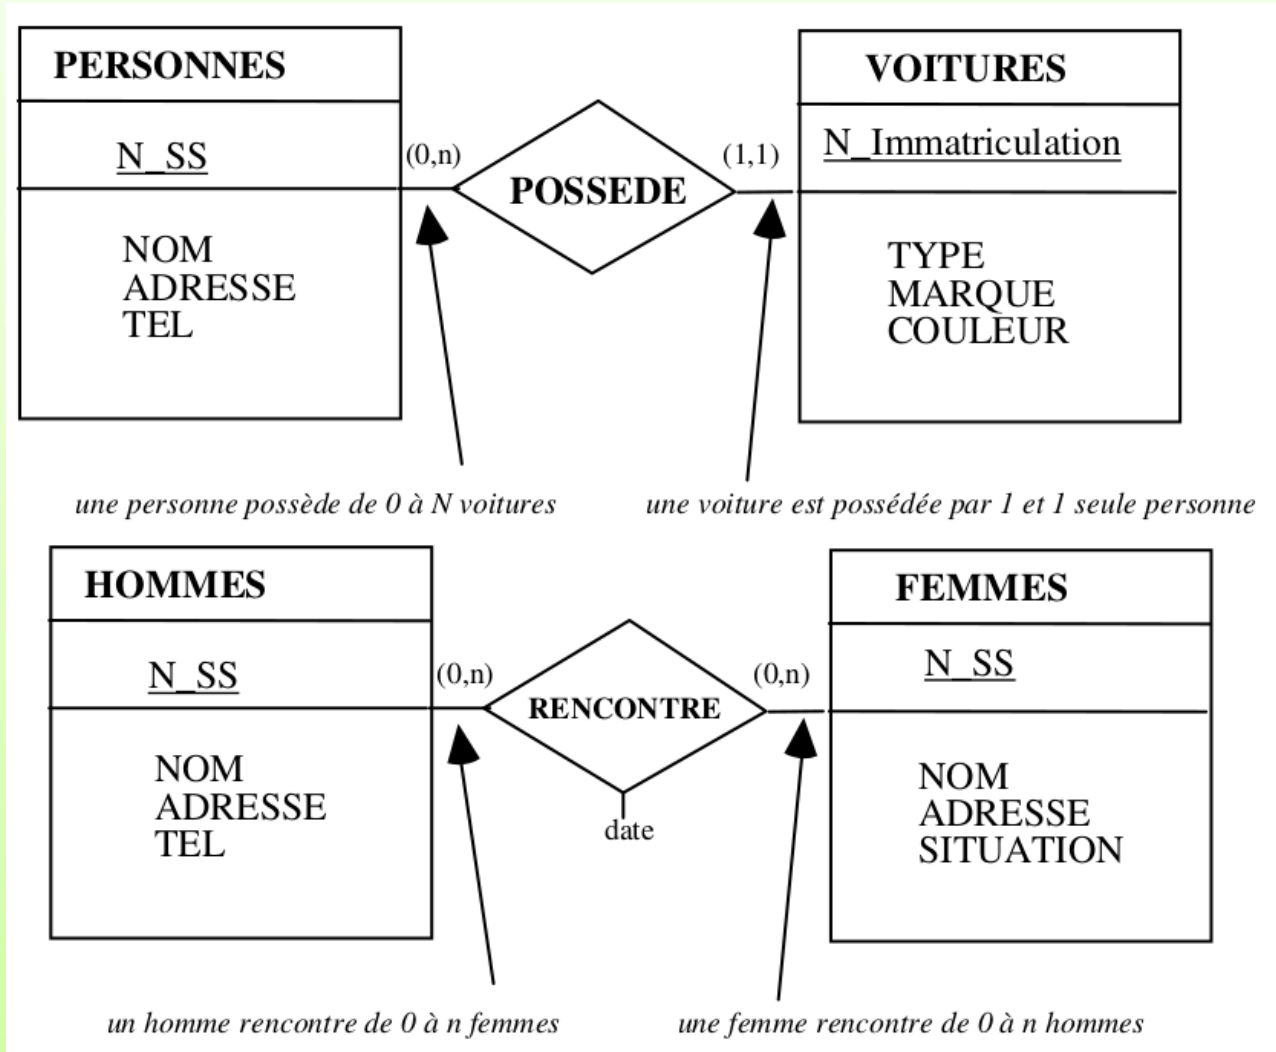 PERSONNES
N_SS
NOM
ADRESSE
TEL
(0,n)
POSSEDE
(1,1)
VOITURES
N_Immatriculation
TYPE
MARQUE
COULEUR
une personne possède de 0 à N voitures
une voiture est possédée par 1 et 1 seule personne
HOMMES
N_SS
NOM
ADRESSE
TEL
(0,n)
RENCONTRE
date
(0,n)
FEMMES
N_SS
NOM
ADRESSE
SITUATION
un homme rencontre de 0 à n femmes
une femme rencontre de 0 à n hommes